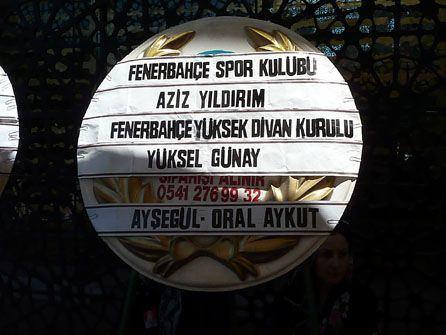 FENERBAHÇE SPOR KULÜBÜ
AZİZ YILDIRIM
FENERBAHÇE YÜKSEK DİVAN KURULU
YÜKSEL GÜNAY
SİPARİŞİ ALINIR
0541 276 99 32
AYŞEGÜL- ORAL AYKUT